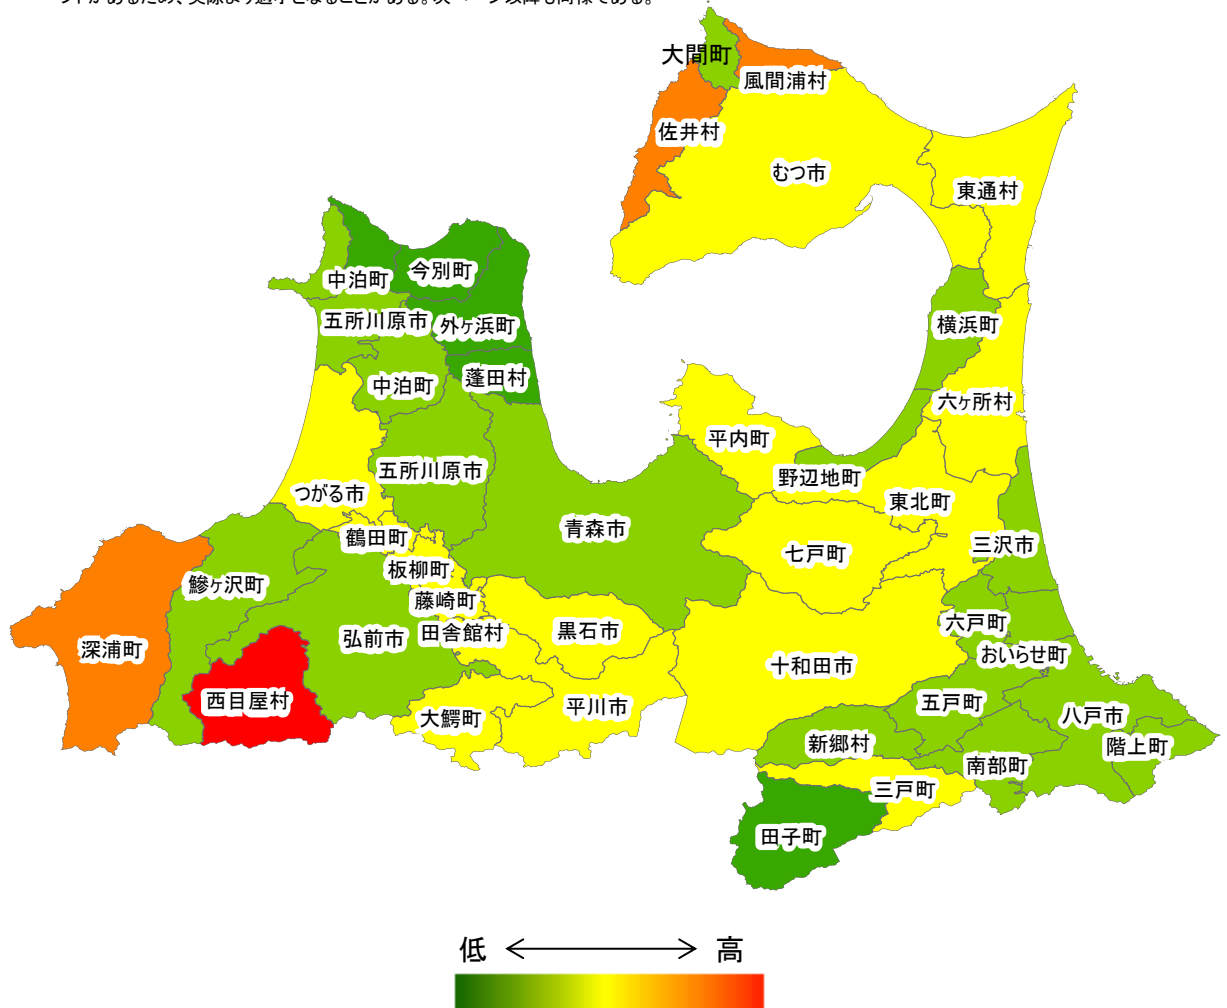 大間町
風間浦村
佐井村
むつ市
東通村
中泊町
今別町
五所川原市
外ヶ浜町
横浜町
中泊町
蓬田村
六ヶ所村
平内町
五所川原市
野辺地町
つがる市
東北町
青森市
鶴田町
三沢市
七戸町
板柳町
鰺ヶ沢町
藤崎町
六戸町
田舎館村
黒石市
弘前市
深浦町
おいらせ町
十和田市
西目屋村
五戸町
平川市
八戸市
大鰐町
新郷村
階上町
南部町
三戸町
田子町
低 高